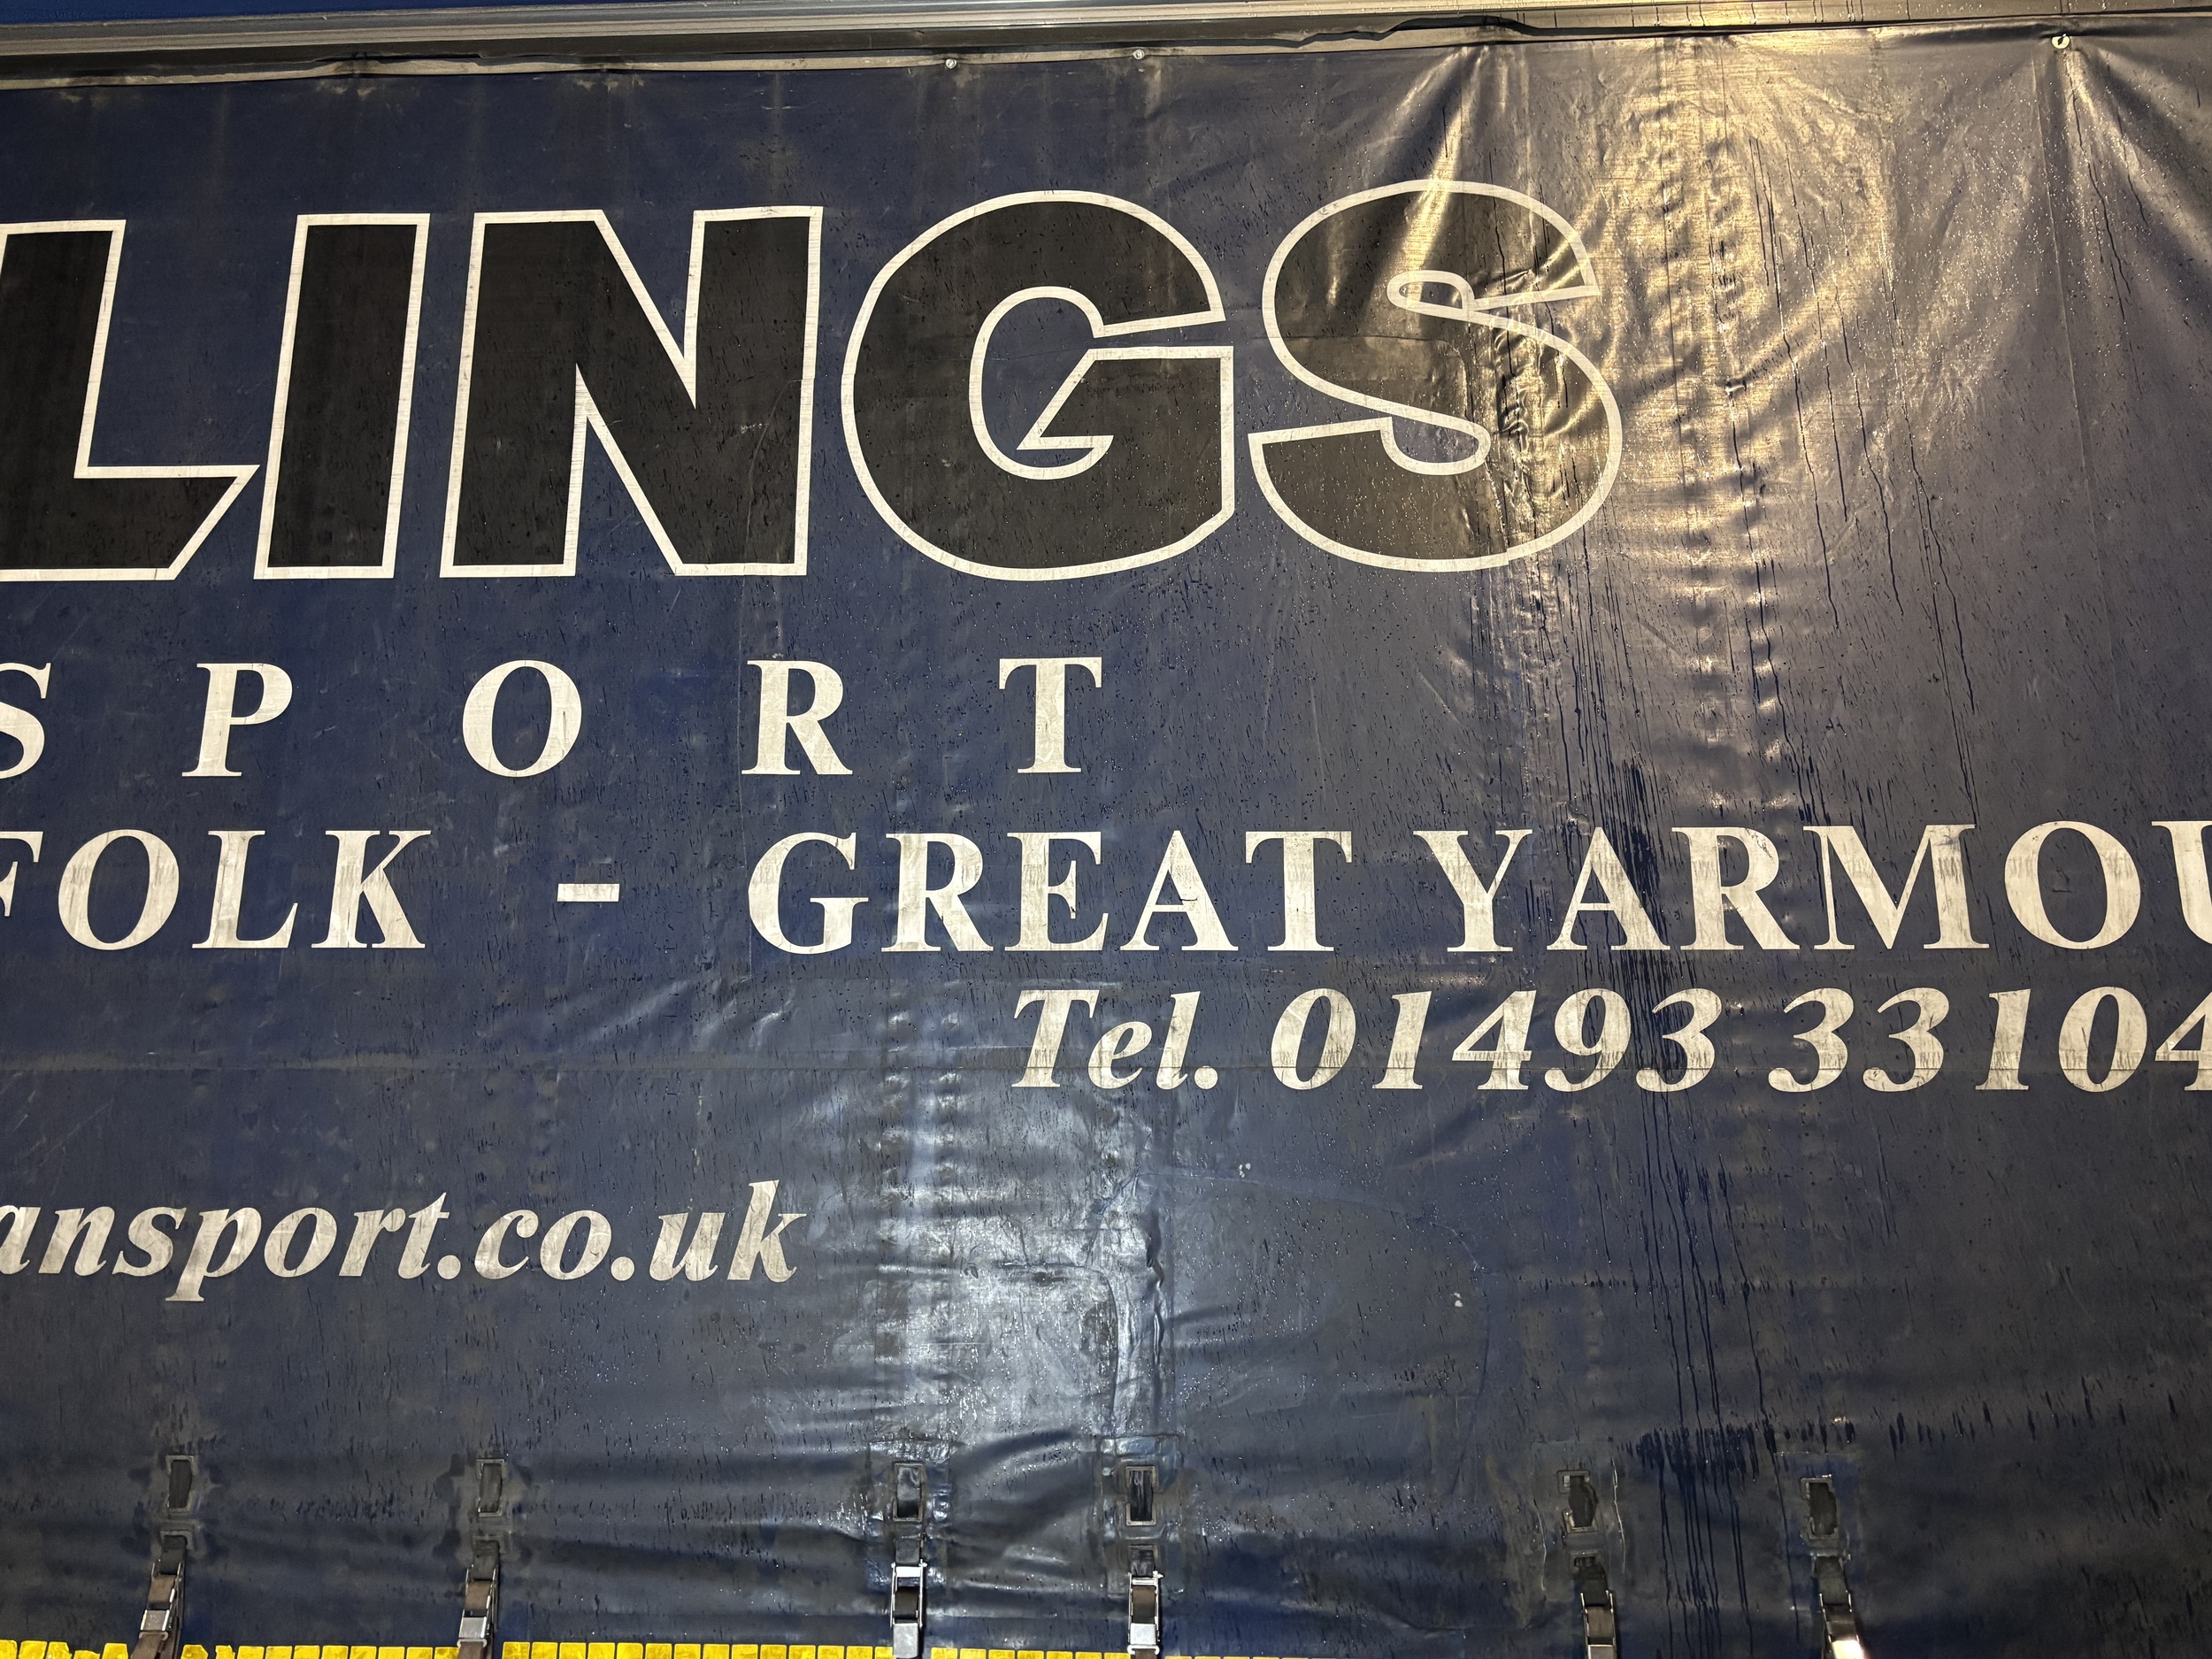 LINGS
SPORT
FOLK - GREAT YARMOU
Tel. 01493 33104
ansport.co.uk